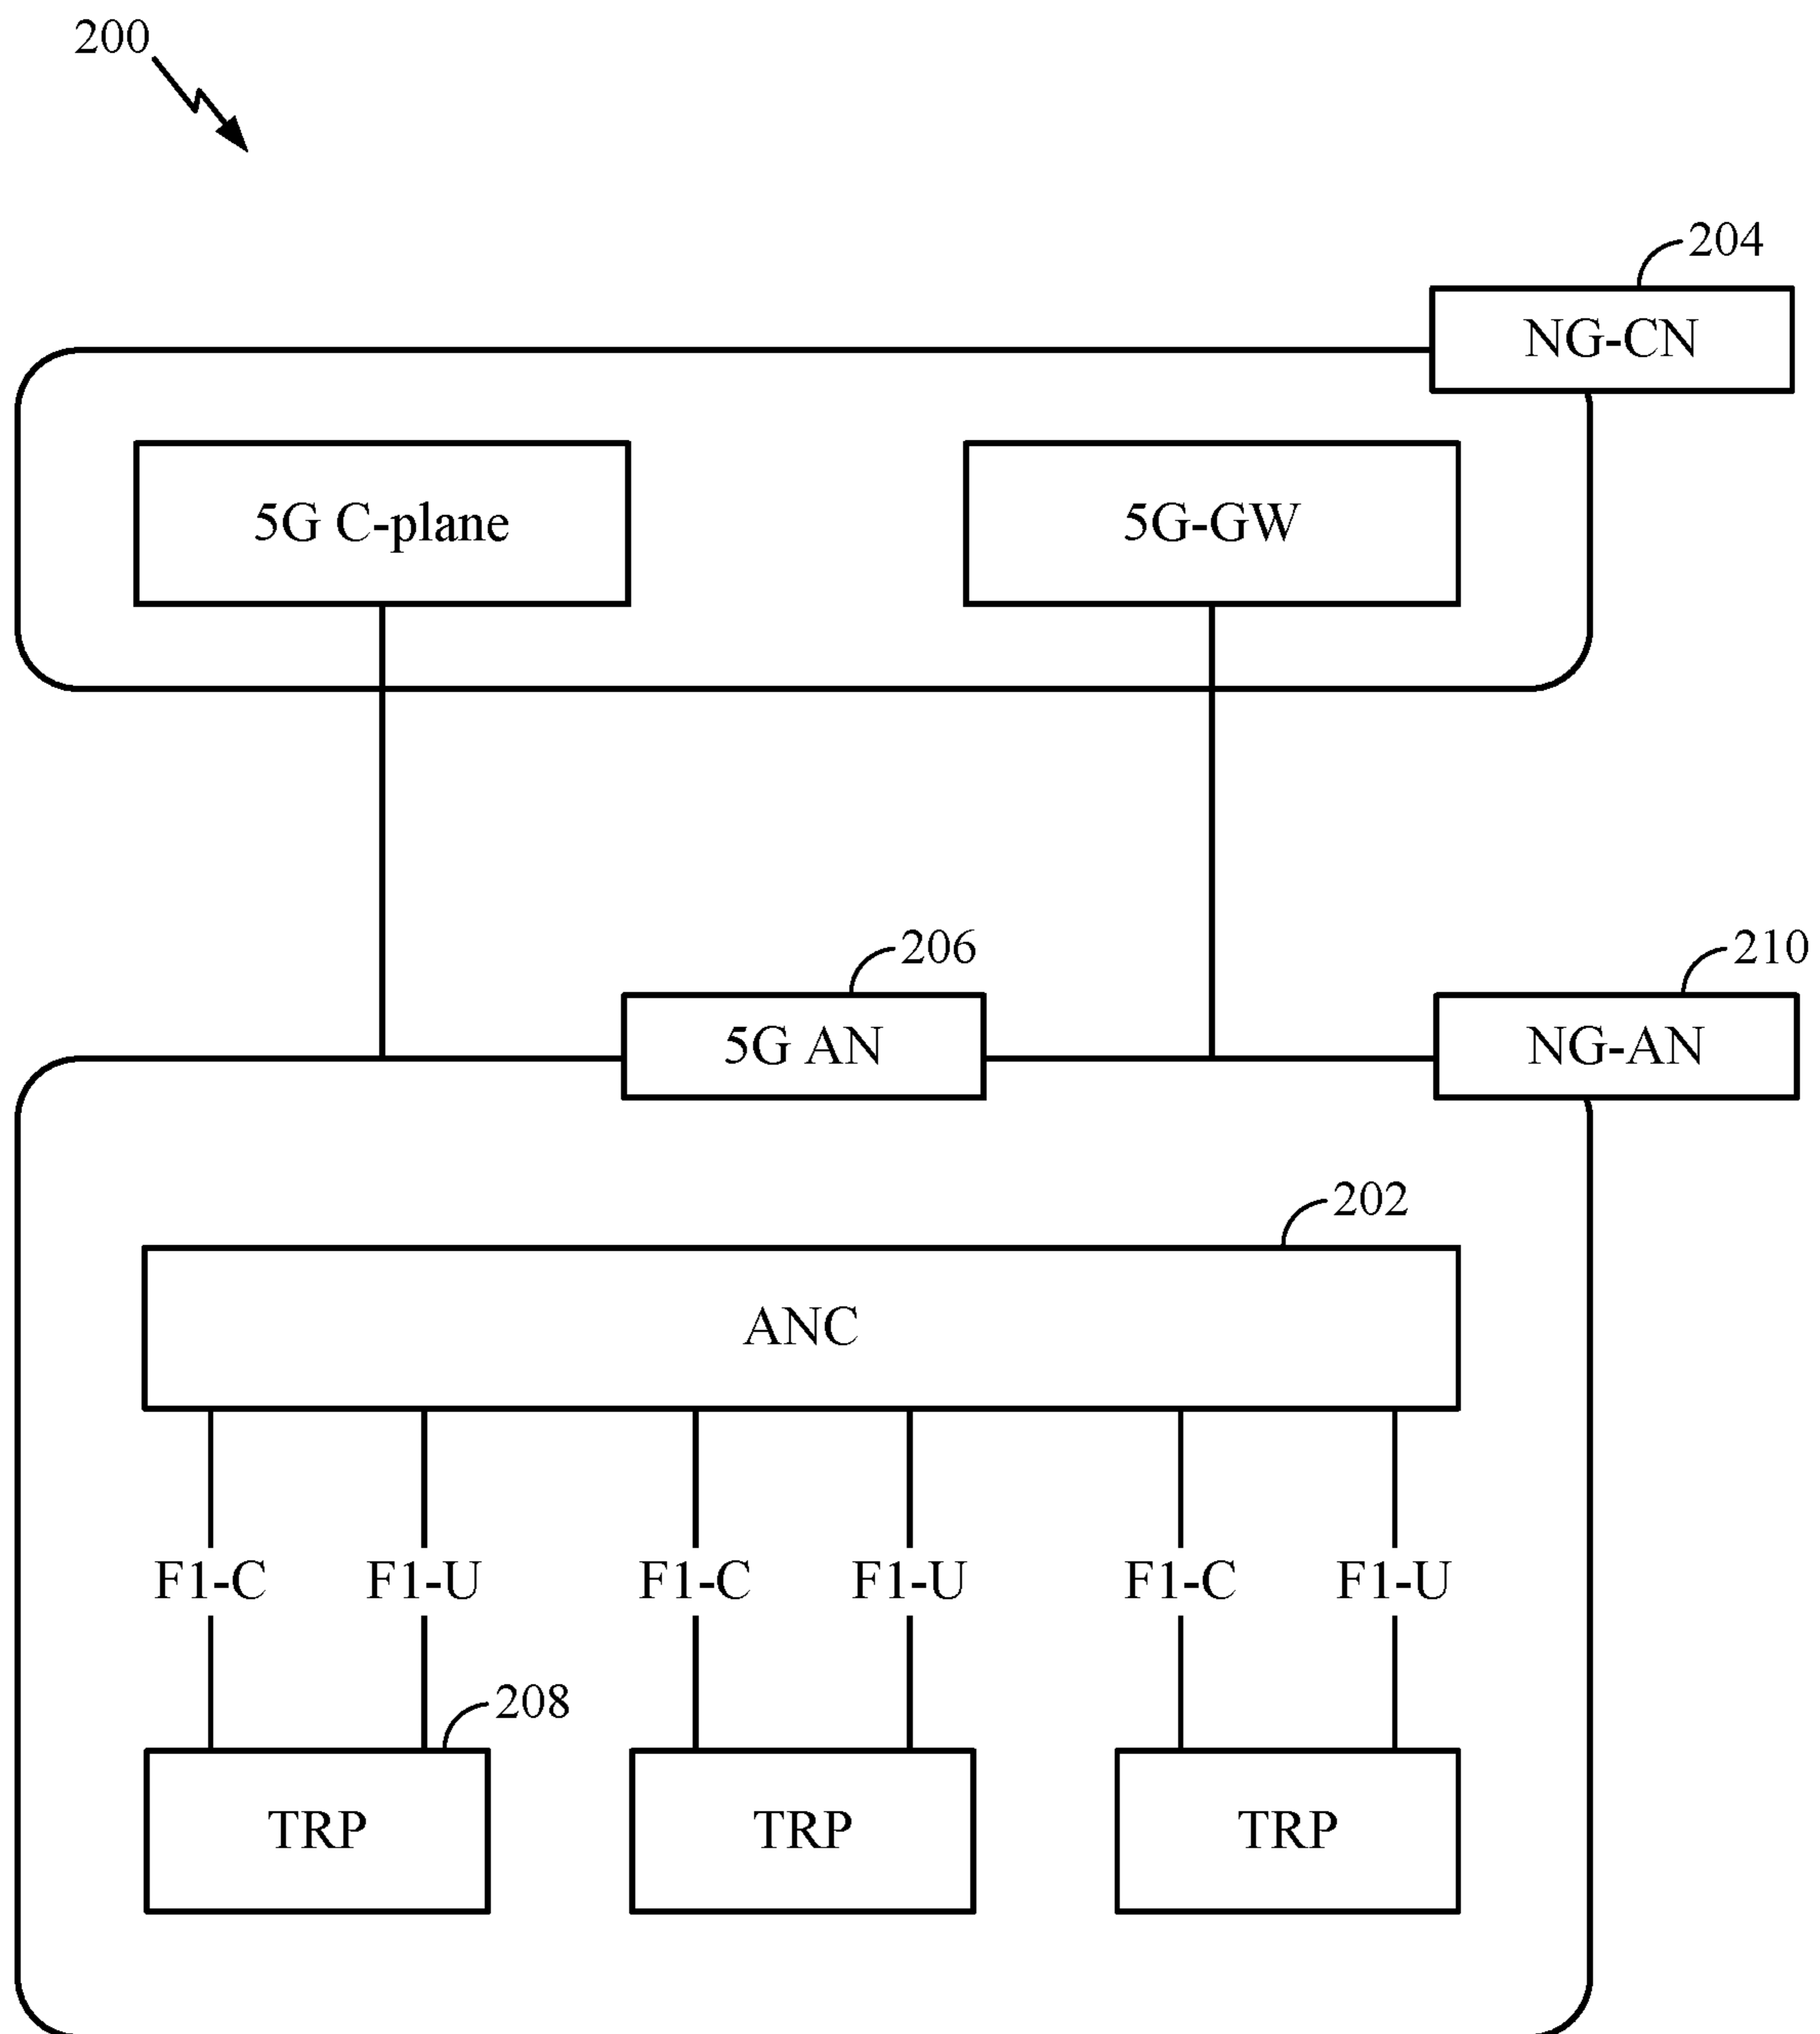 200
204
NG-CN
5G C-plane
5G-GW
206
210
5G AN
NG-AN
202
ANC
F1-C
F1-U
F1-C
F1-U
F1-C
F1-U
208
TRP
TRP
TRP